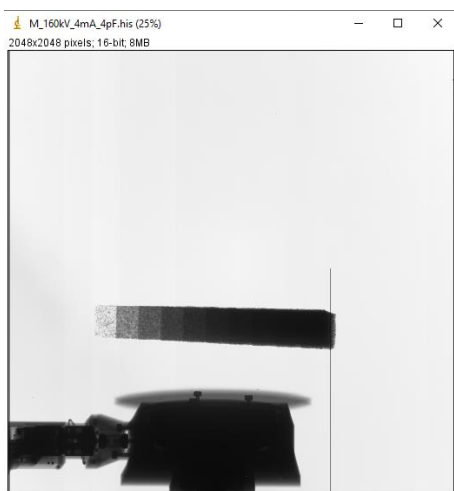 M_160kV_4mA_4pF.his (25%)
2048x2048 pixels; 16-bit; 8MB